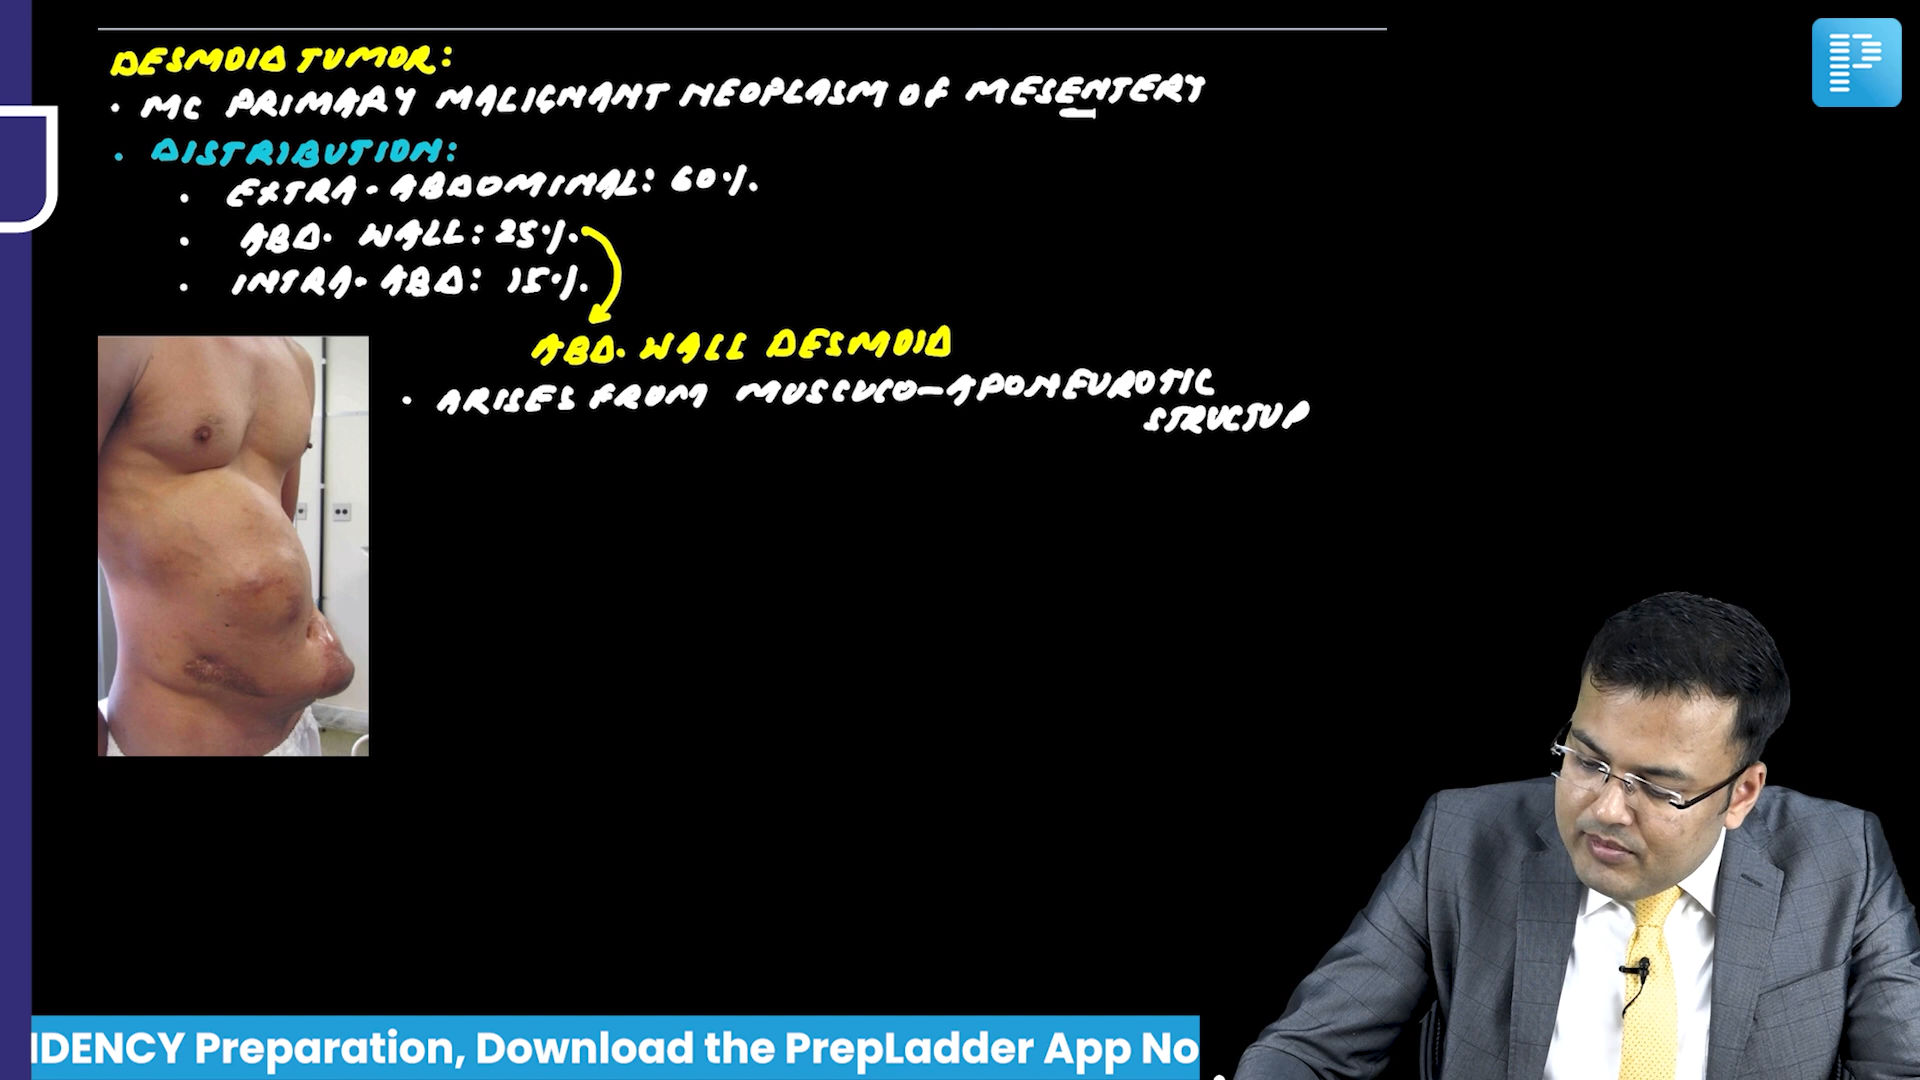 DESMOID TUMOR:
• MC PRIMARY MALIGNANT NEOPLASM OF MESENTERY
• DISTRIBUTION:
• EXTRA-ABDOMINAL: 60%.
• ABD. WALL: 25%.
• INTRA-ABD: 15%.
ABD. WALL DESMOID
• ARISES FROM MUSCULO-APONEUROTIC
STRUCTUR
IDENCY Preparation, Download the PrepLadder App No